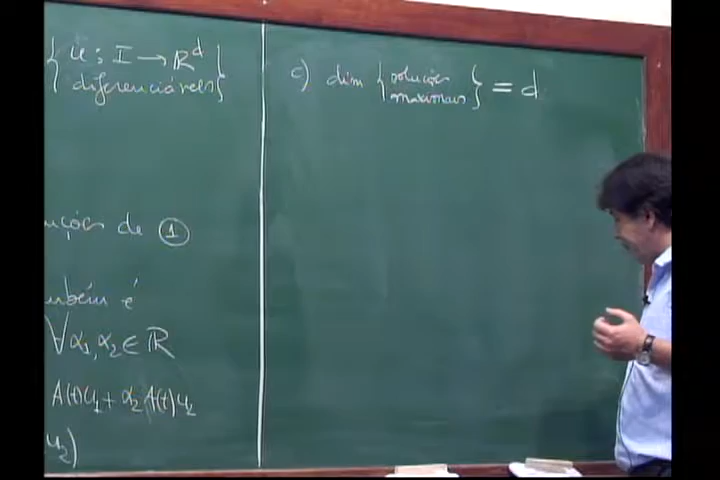 { u : I → R^d
diferenciáveis }
uções de ①
mbém é
∀ α₁, α₂ ∈ R
A(t)u₁ + α₂ A(t)u₂
u₂)
c) dim { soluções
maximais } = d